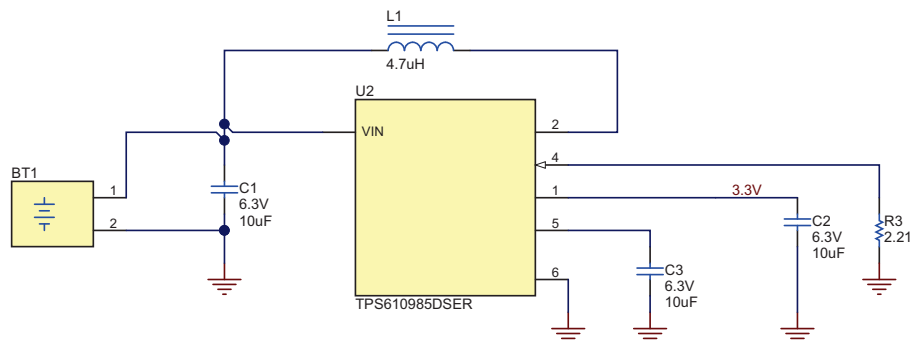 L1
4.7uH
U2
VIN
2
4
BT1
1
1
3.3V
C1
6.3V
10uF
C2
6.3V
10uF
R3
2.21
2
5
C3
6.3V
10uF
6
TPS610985DSER